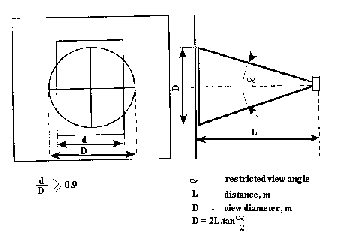 d
D
D
α
L
d/D ⩾ 0.9
α restricted view angle
L distance, m
D - view diameter, m
D = 2L.tan α/2